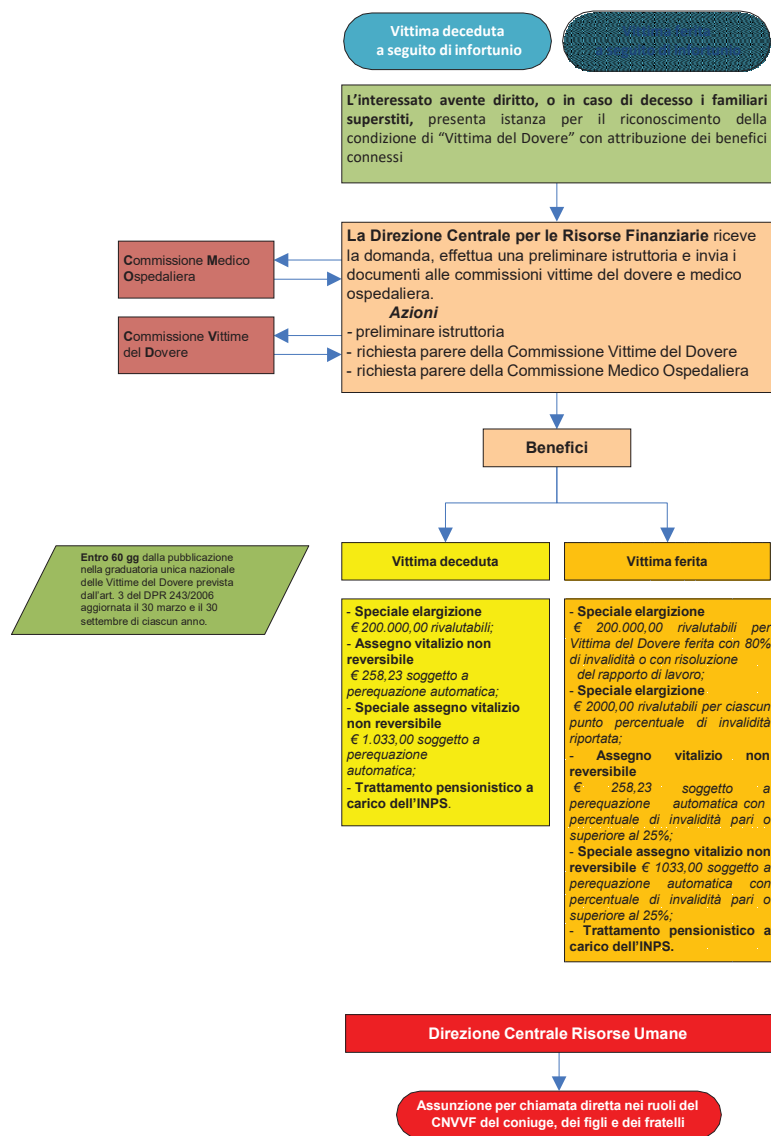 Vittima deceduta
a seguito di infortunio
a seguito di infortunio
L'interessato avente diritto, o in caso di decesso i familiari
superstiti, presenta istanza per il riconoscimento della
condizione di “Vittima del Dovere” con attribuzione dei benefici
connessi
La Direzione Centrale per le Risorse Finanziarie riceve
la domanda, effettua una preliminare istruttoria e invia i
documenti alle commissioni vittime del dovere e medico
ospedaliera.
Azioni
- preliminare istruttoria
- richiesta parere della Commissione Vittime del Dovere
- richiesta parere della Commissione Medico Ospedaliera
Commissione Medico
Ospedaliera
Commissione Vittime
del Dovere
Benefici
Entro 60 gg dalla pubblicazione
nella graduatoria unica nazionale
delle Vittime del Dovere prevista
dall'art. 3 del DPR 243/2006
aggiornata il 30 marzo e il 30
settembre di ciascun anno.
Vittima deceduta
- Speciale elargizione
€ 200.000,00 rivalutabili;
- Assegno vitalizio non
reversibile
€ 258,23 soggetto a
perequazione automatica;
- Speciale assegno vitalizio
non reversibile
€ 1.033,00 soggetto a
perequazione
automatica;
- Trattamento pensionistico a
carico dell'INPS.
Vittima ferita
- Speciale elargizione
€ 200.000,00 rivalutabili per
Vittima del Dovere ferita con 80%
di invalidità o con risoluzione
del rapporto di lavoro;
- Speciale elargizione
€ 2000,00 rivalutabili per ciascun
punto percentuale di invalidità
riportata;
- Assegno vitalizio non
reversibile
€ 258,23 soggetto a
perequazione automatica con
percentuale di invalidità pari o
superiore al 25%;
- Speciale assegno vitalizio non
reversibile € 1033,00 soggetto a
perequazione automatica con
percentuale di invalidità pari o
superiore al 25%;
- Trattamento pensionistico a
carico dell'INPS.
Direzione Centrale Risorse Umane
Assunzione per chiamata diretta nei ruoli del
CNVVF del coniuge, dei figli e dei fratelli